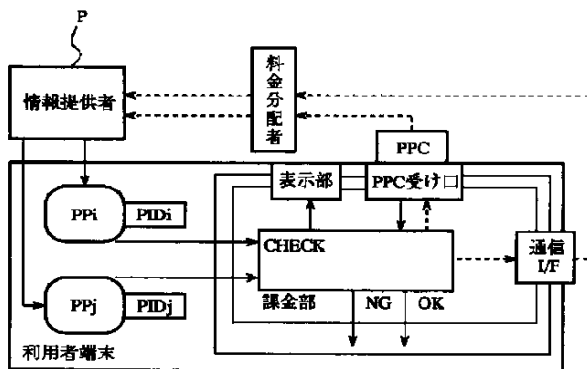 P
情報提供者
料金分配者
PPC
表示部
PPC受け口
PPi
PIDi
CHECK
通信
I/F
PPj
PIDj
課金部
NG
OK
利用者端末